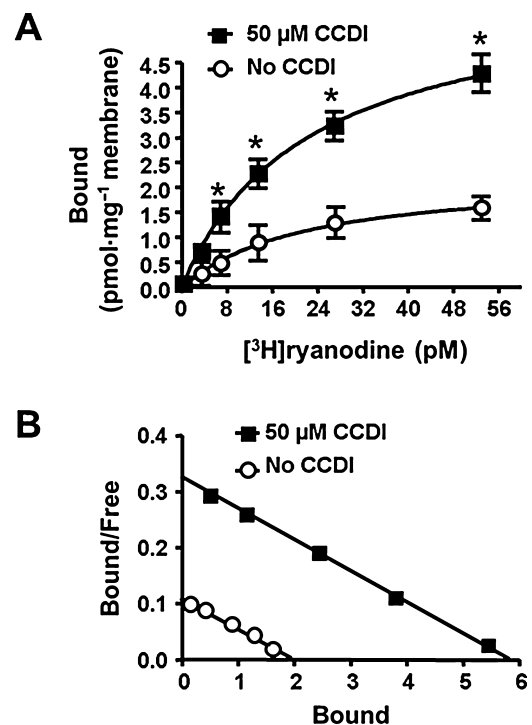 A
50 µM CCDI
No CCDI
Bound
(pmol·mg⁻¹ membrane)
4.5
4.0
3.5
3.0
2.5
2.0
1.5
1.0
0.5
0.0
*
*
*
*
0 8 16 24 32 40 48 56
[³H]ryanodine (pM)
B
50 µM CCDI
No CCDI
Bound/Free
0.4
0.3
0.2
0.1
0.0
0 1 2 3 4 5 6
Bound